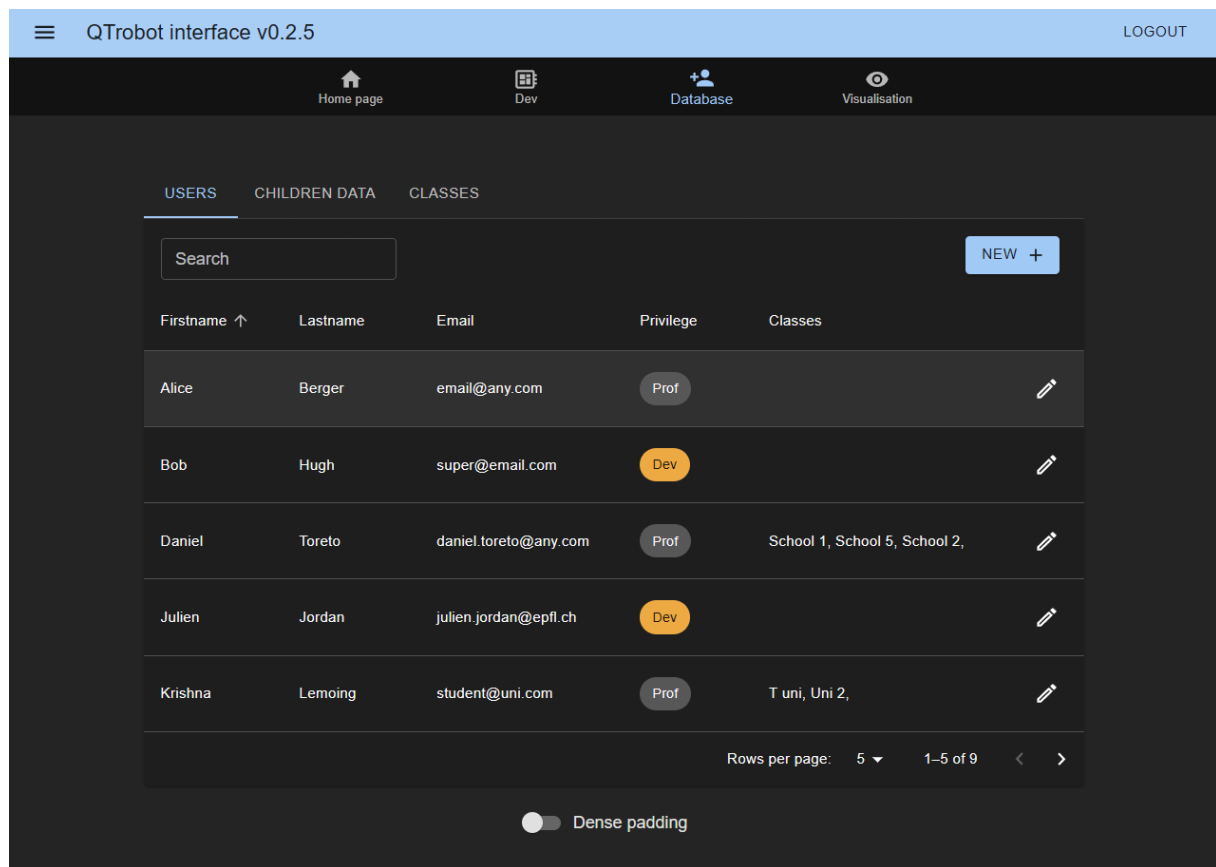 QTrobot interface v0.2.5 LOGOUT
Home page Dev Database Visualisation
USERS CHILDREN DATA CLASSES
Search NEW +
Firstname Lastname Email Privilege Classes
Alice Berger email@any.com Prof
Bob Hugh super@email.com Dev
Daniel Toreto daniel.toreto@any.com Prof School 1, School 5, School 2,
Julien Jordan julien.jordan@epfl.ch Dev
Krishna Lemoing student@uni.com Prof T uni, Uni 2,
Rows per page: 5 1–5 of 9
Dense padding